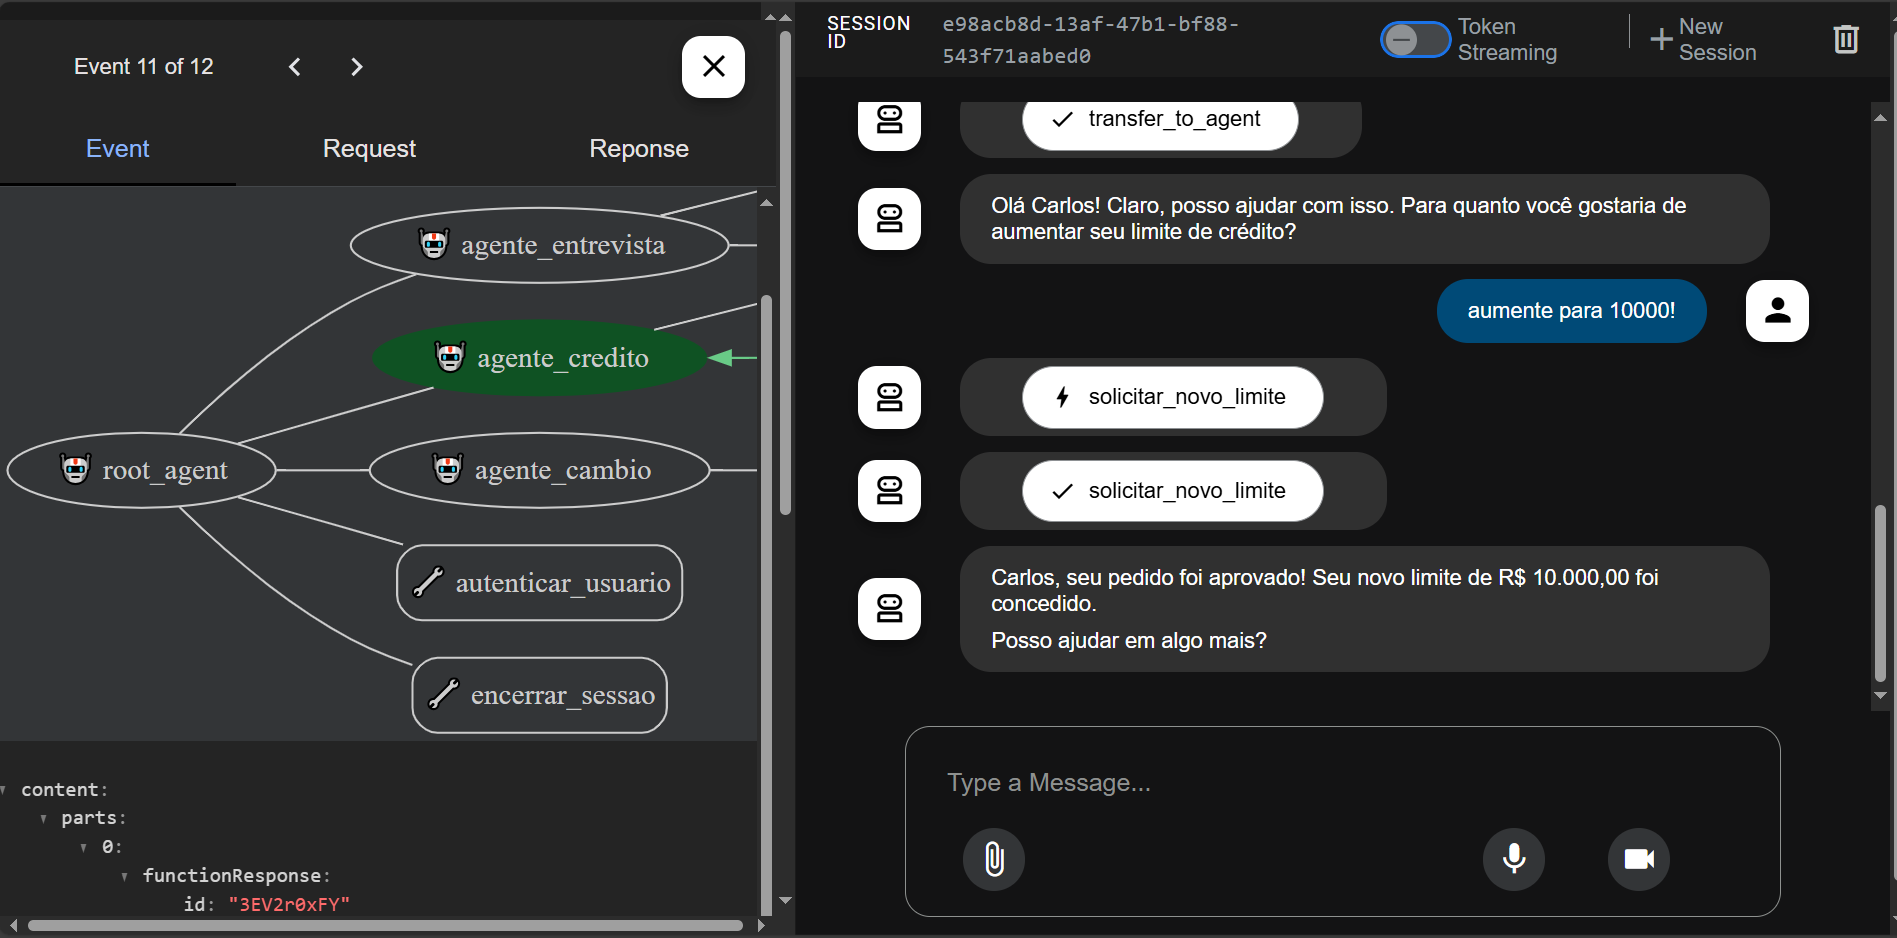 Event 11 of 12
Event
Request
Reponse
agente_entrevista
agente_credito
root_agent
agente_cambio
autenticar_usuario
encerrar_sessao
content:
parts:
0:
functionResponse:
id: "3EV2r0xFY"
SESSION
ID
e98acb8d-13af-47b1-bf88-
543f71aabed0
Token
Streaming
New
Session
transfer_to_agent
Olá Carlos! Claro, posso ajudar com isso. Para quanto você gostaria de
aumentar seu limite de crédito?
aumente para 10000!
solicitar_novo_limite
solicitar_novo_limite
Carlos, seu pedido foi aprovado! Seu novo limite de R$ 10.000,00 foi
concedido.
Posso ajudar em algo mais?
Type a Message...